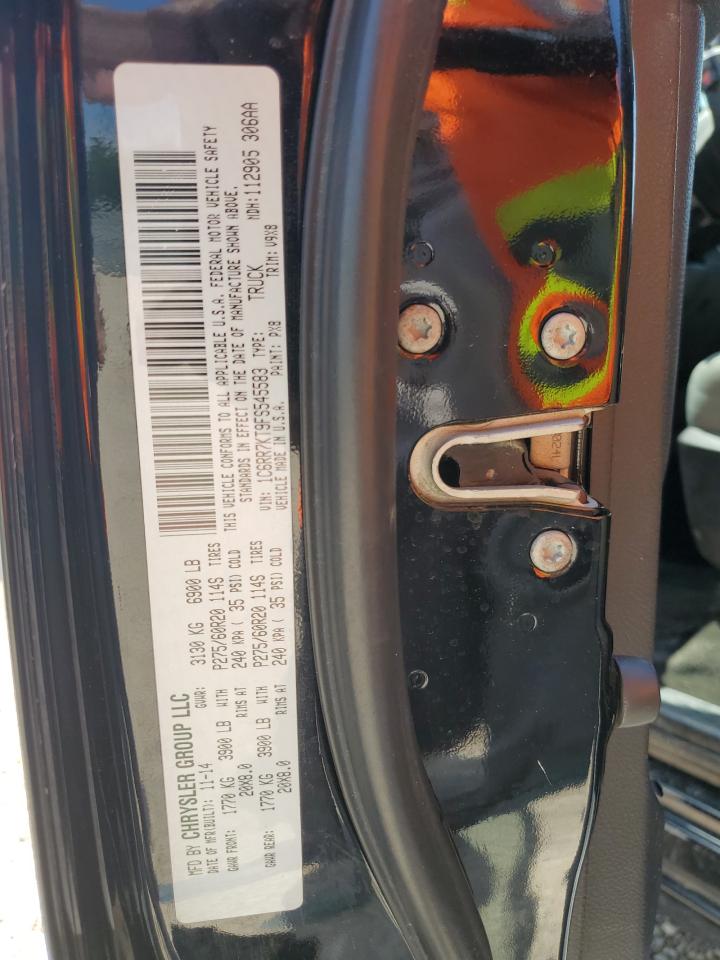 MFD BY CHRYSLER GROUP LLC
DATE OF MFR(BUILT): 11-14 GVWR: 3130 KG 6900 LB
GAWR FRONT: 1770 KG 3900 LB WITH P275/60R20 114S TIRES
20X8.0 RIMS AT 240 KPA ( 35 PSI) COLD
GAWR REAR: 1770 KG 3900 LB WITH P275/60R20 114S TIRES
20X8.0 RIMS AT 240 KPA ( 35 PSI) COLD
THIS VEHICLE CONFORMS TO ALL APPLICABLE U.S.A. FEDERAL MOTOR VEHICLE SAFETY
STANDARDS IN EFFECT ON THE DATE OF MANUFACTURE SHOWN ABOVE.
MDH: 112905 306AA
VIN: 1C6RR7KT9FS545583 TYPE: TRUCK
VEHICLE MADE IN U.S.A. PAINT: PX8 TRIM: V9X8